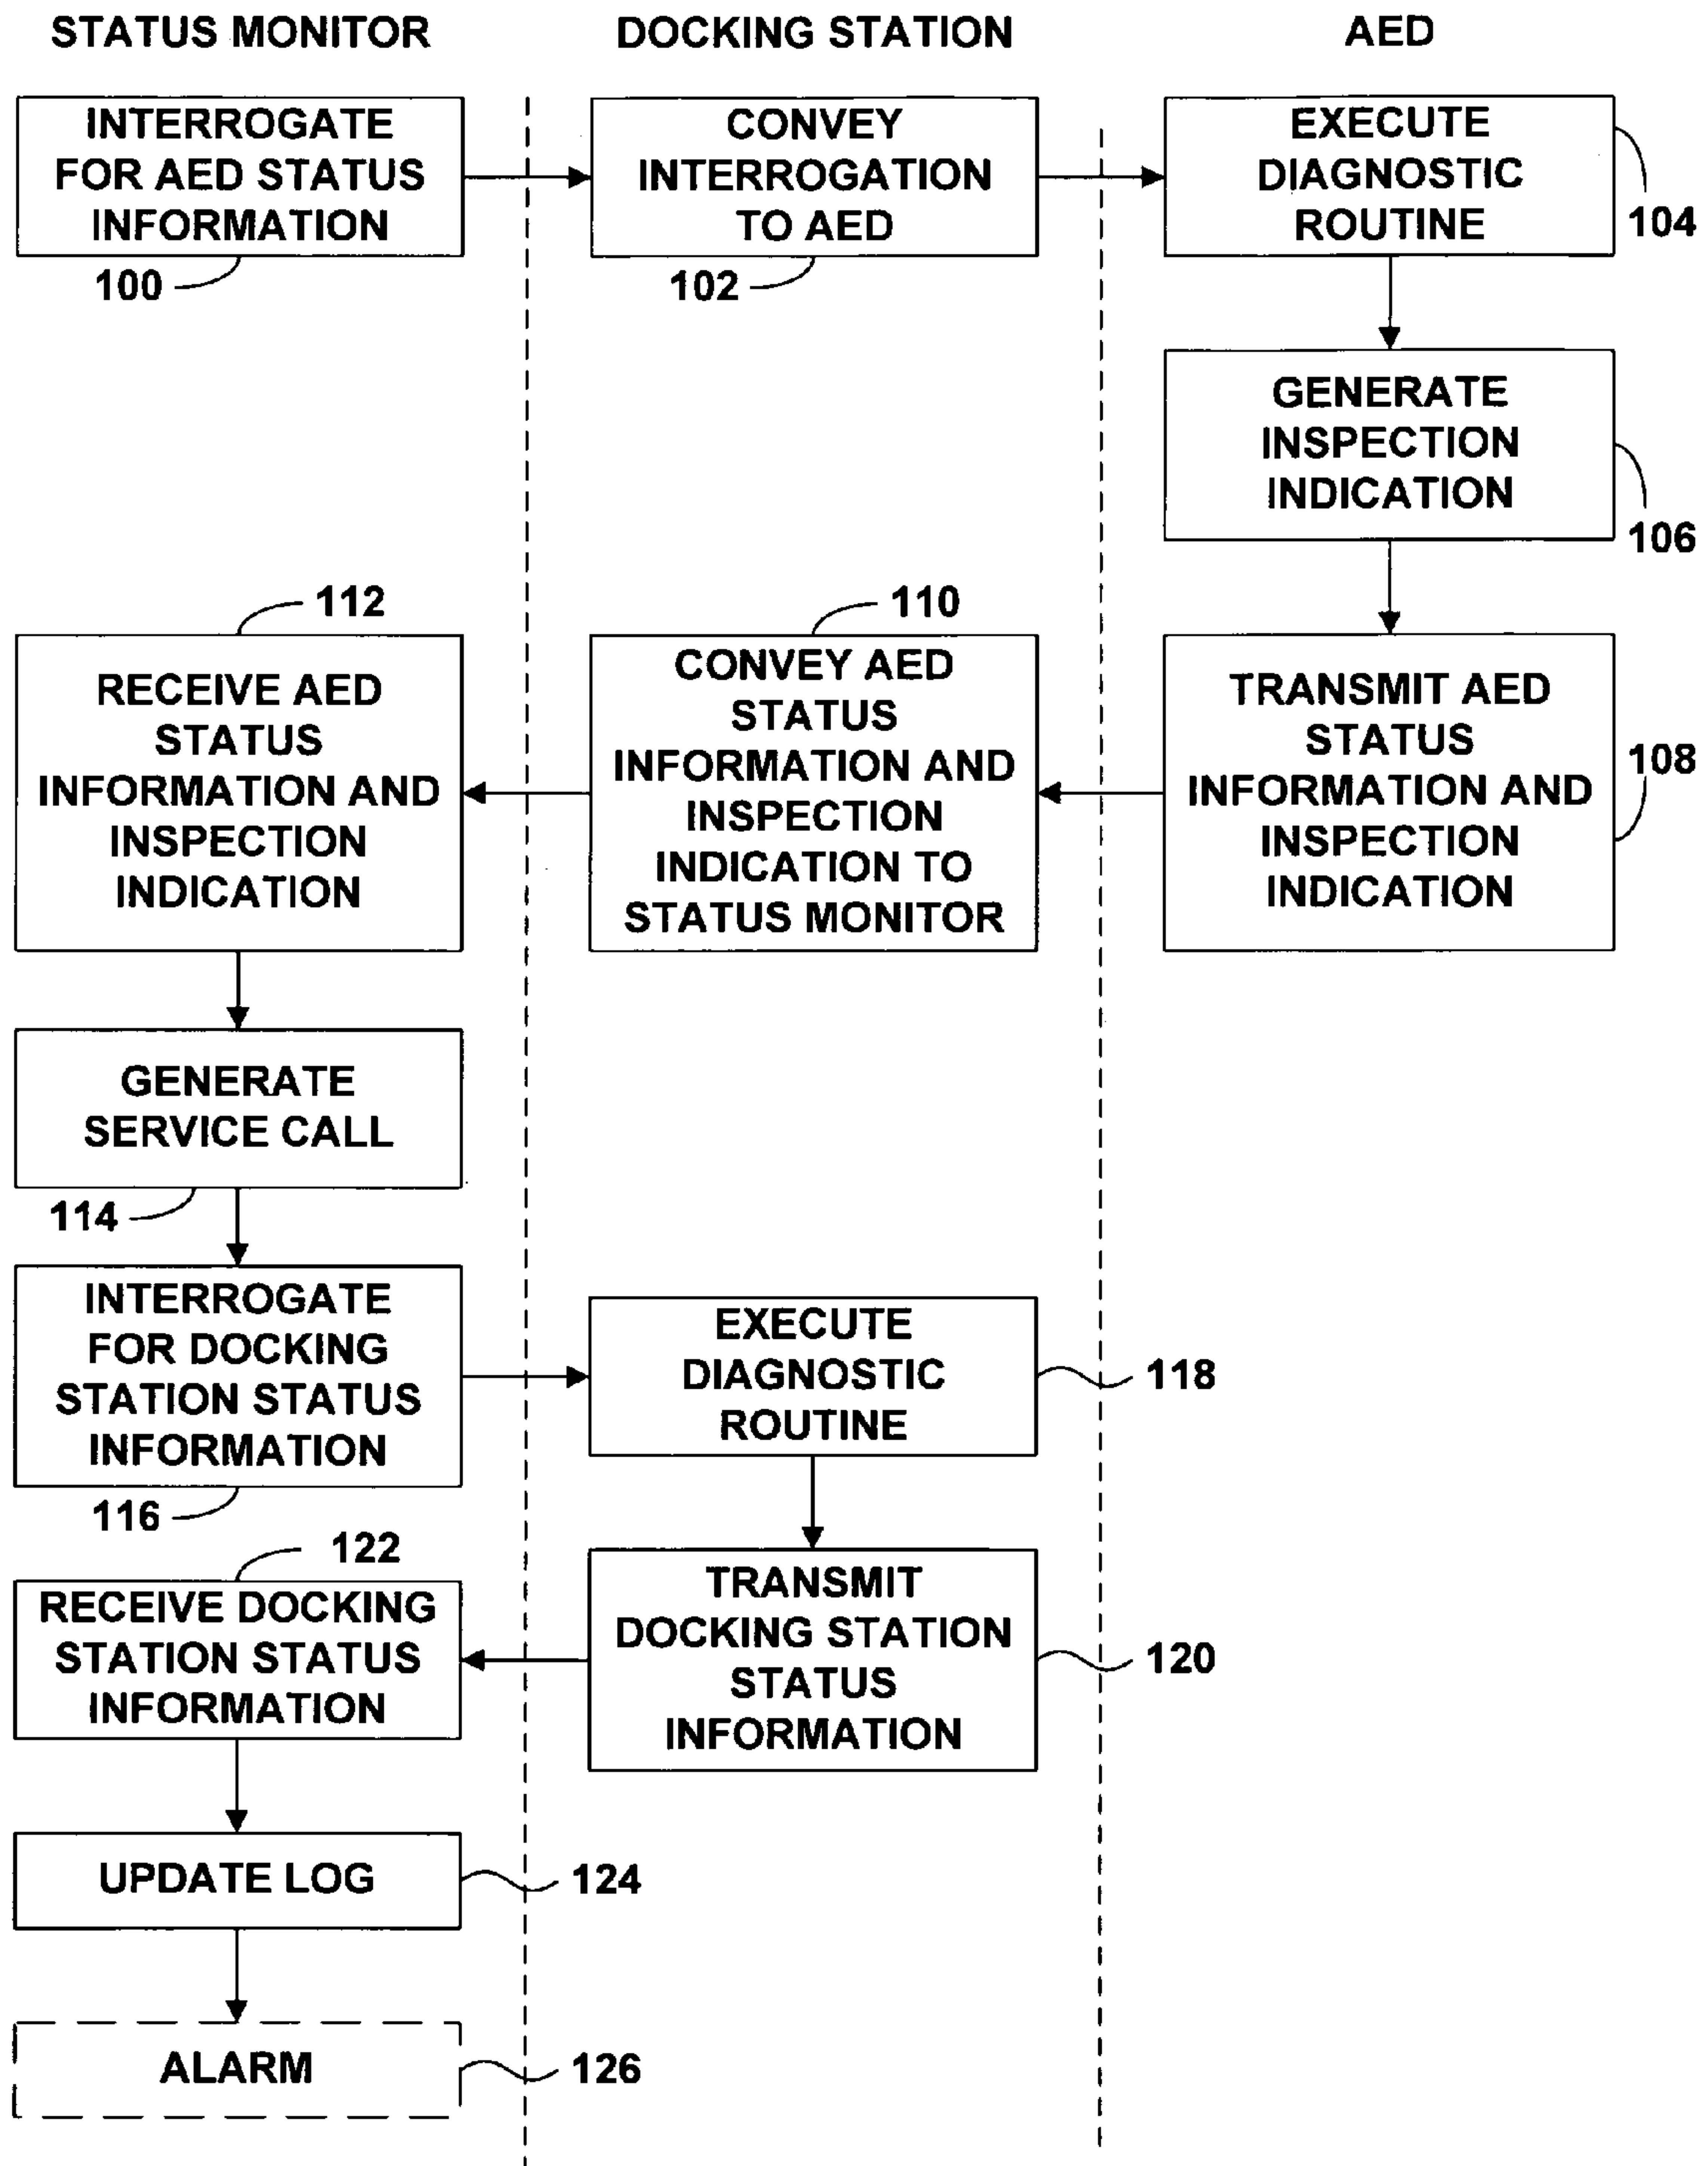 STATUS MONITOR
DOCKING STATION
AED
INTERROGATE
FOR AED STATUS
INFORMATION
100
CONVEY
INTERROGATION
TO AED
102
EXECUTE
DIAGNOSTIC
ROUTINE
104
GENERATE
INSPECTION
INDICATION
106
112
RECEIVE AED
STATUS
INFORMATION AND
INSPECTION
INDICATION
110
CONVEY AED
STATUS
INFORMATION AND
INSPECTION
INDICATION TO
STATUS MONITOR
TRANSMIT AED
STATUS
INFORMATION AND
INSPECTION
INDICATION
108
GENERATE
SERVICE CALL
114
INTERROGATE
FOR DOCKING
STATION STATUS
INFORMATION
116
EXECUTE
DIAGNOSTIC
ROUTINE
118
122
RECEIVE DOCKING
STATION STATUS
INFORMATION
TRANSMIT
DOCKING STATION
STATUS
INFORMATION
120
UPDATE LOG
124
ALARM
126